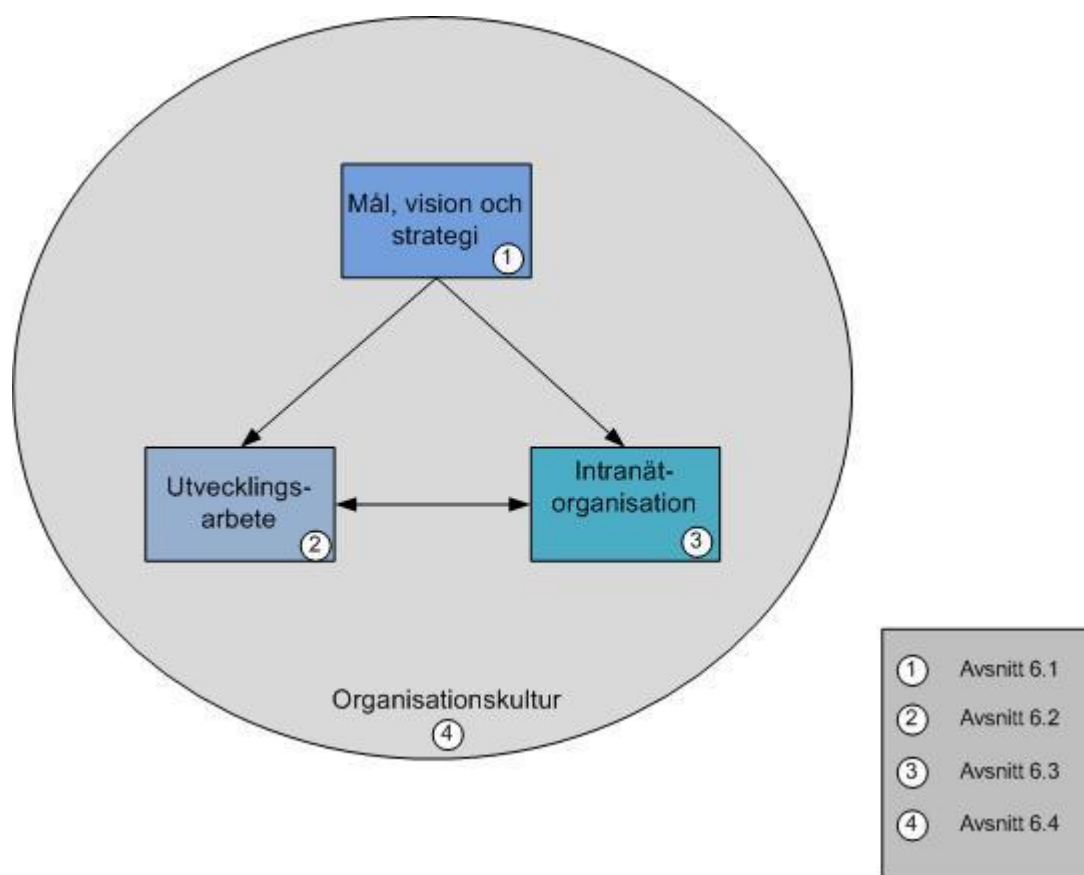 Mål, vision och
strategi
1
Utvecklings-
arbete
2
Intranät-
organisation
3
Organisationskultur
4
1 Avsnitt 6.1
2 Avsnitt 6.2
3 Avsnitt 6.3
4 Avsnitt 6.4